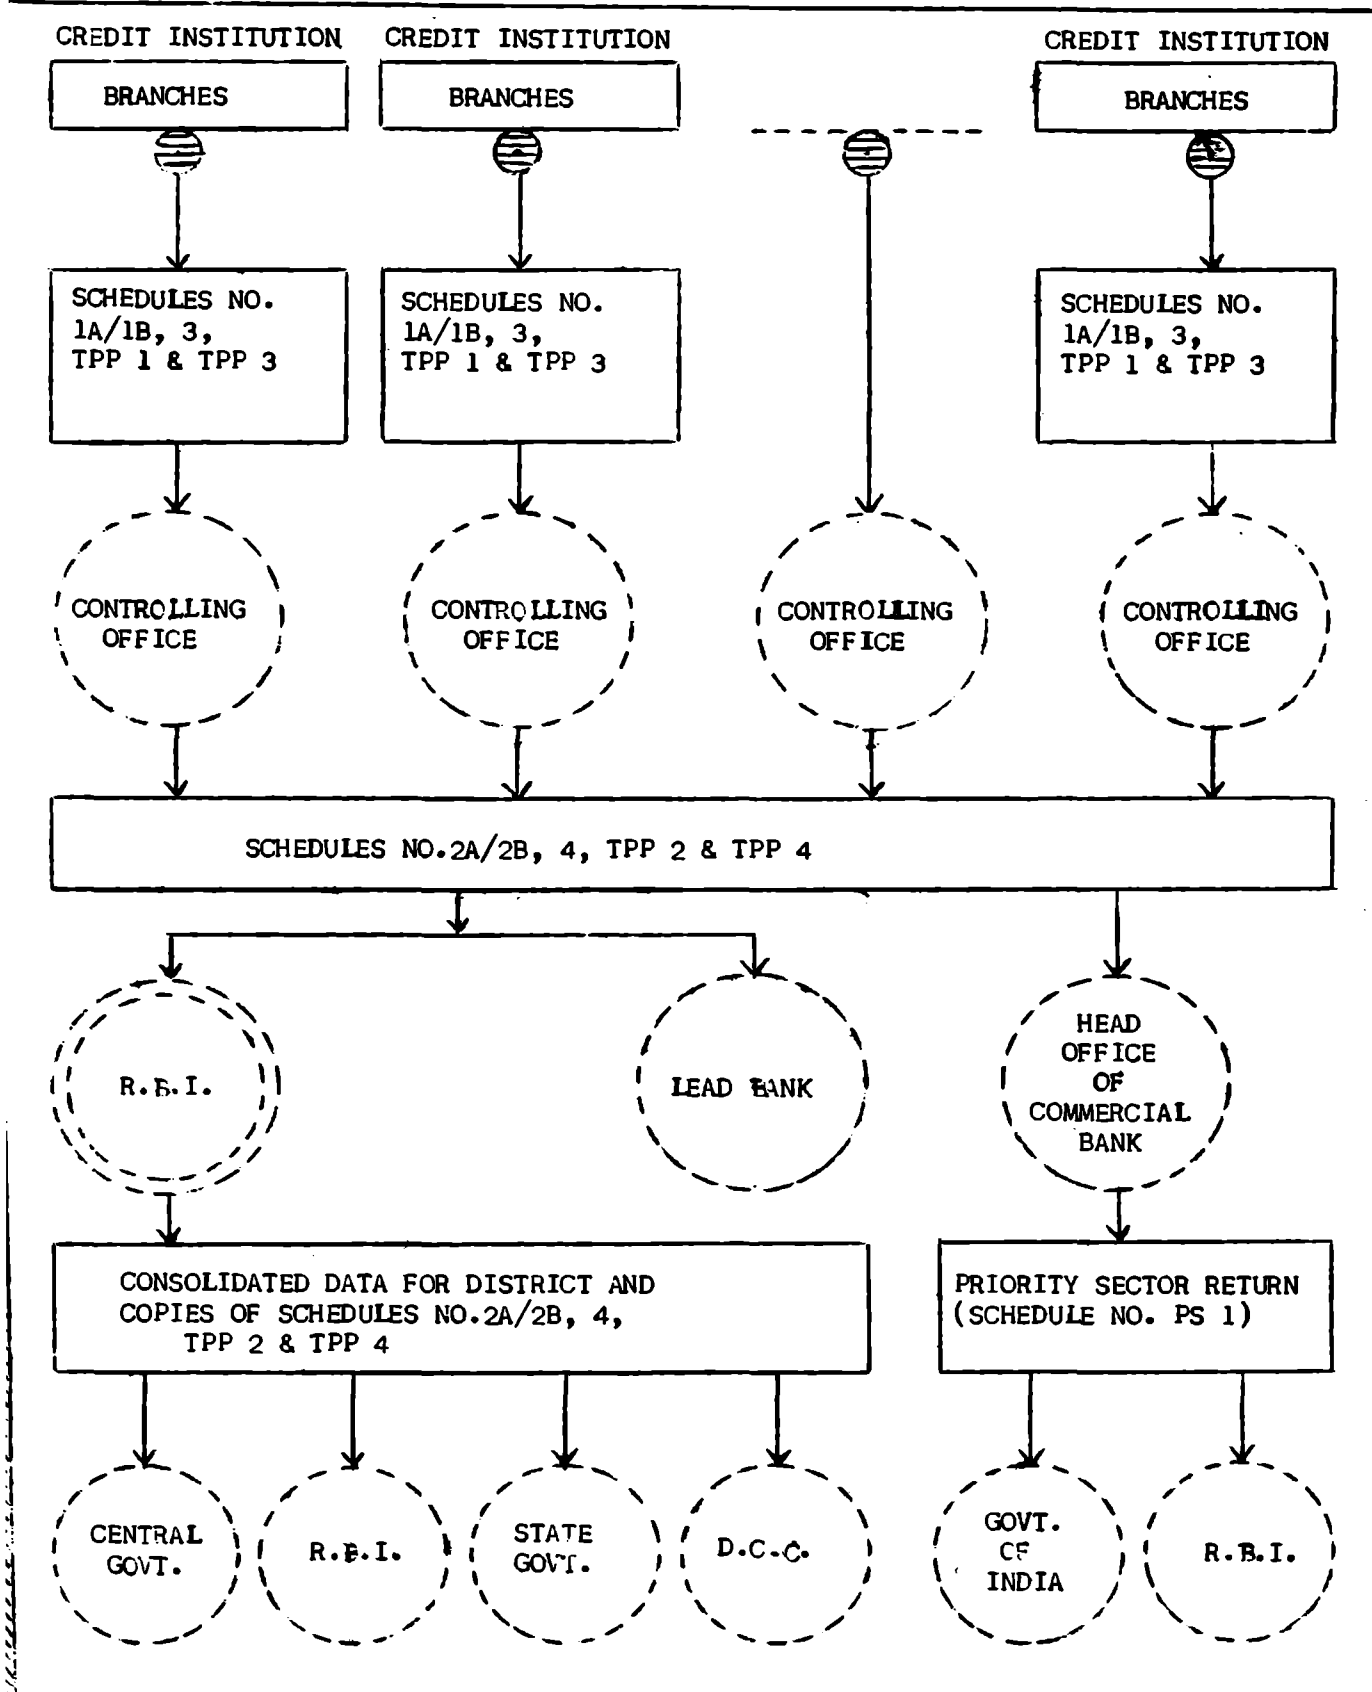 CREDIT INSTITUTION
CREDIT INSTITUTION
CREDIT INSTITUTION
BRANCHES
BRANCHES
BRANCHES
SCHEDULES NO.
1A/1B, 3,
TPP 1 & TPP 3
SCHEDULES NO.
1A/1B, 3,
TPP 1 & TPP 3
SCHEDULES NO.
1A/1B, 3,
TPP 1 & TPP 3
CONTROLLING
OFFICE
CONTROLLING
OFFICE
CONTROLLING
OFFICE
CONTROLLING
OFFICE
SCHEDULES NO.2A/2B, 4, TPP 2 & TPP 4
R.B.I.
LEAD BANK
HEAD
OFFICE
OF
COMMERCIAL
BANK
CONSOLIDATED DATA FOR DISTRICT AND
COPIES OF SCHEDULES NO.2A/2B, 4,
TPP 2 & TPP 4
PRIORITY SECTOR RETURN
(SCHEDULE NO. PS 1)
CENTRAL
GOVT.
R.B.I.
STATE
GOVT.
D.C.C.
GOVT.
OF
INDIA
R.B.I.